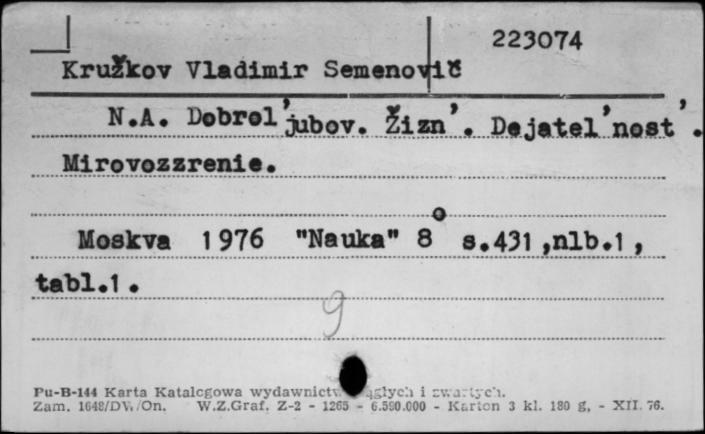 223074
Kružkov Vladimir Semenovič
N.A. Dobrol'jubov. Žizn'. Dejatel'nost'.
Mirovozzrenie.
Moskva 1976 "Nauka" 8° s.431,nlb.1,
tabl.1.
9
Pu-B-144 Karta Katalogowa wydawnictw ciągłych i zwartych.
Zam. 1648/DW/On. W.Z.Graf. Z-2 - 1265 - 6.590.000 - Karton 3 kl. 180 g, - XII. 76.